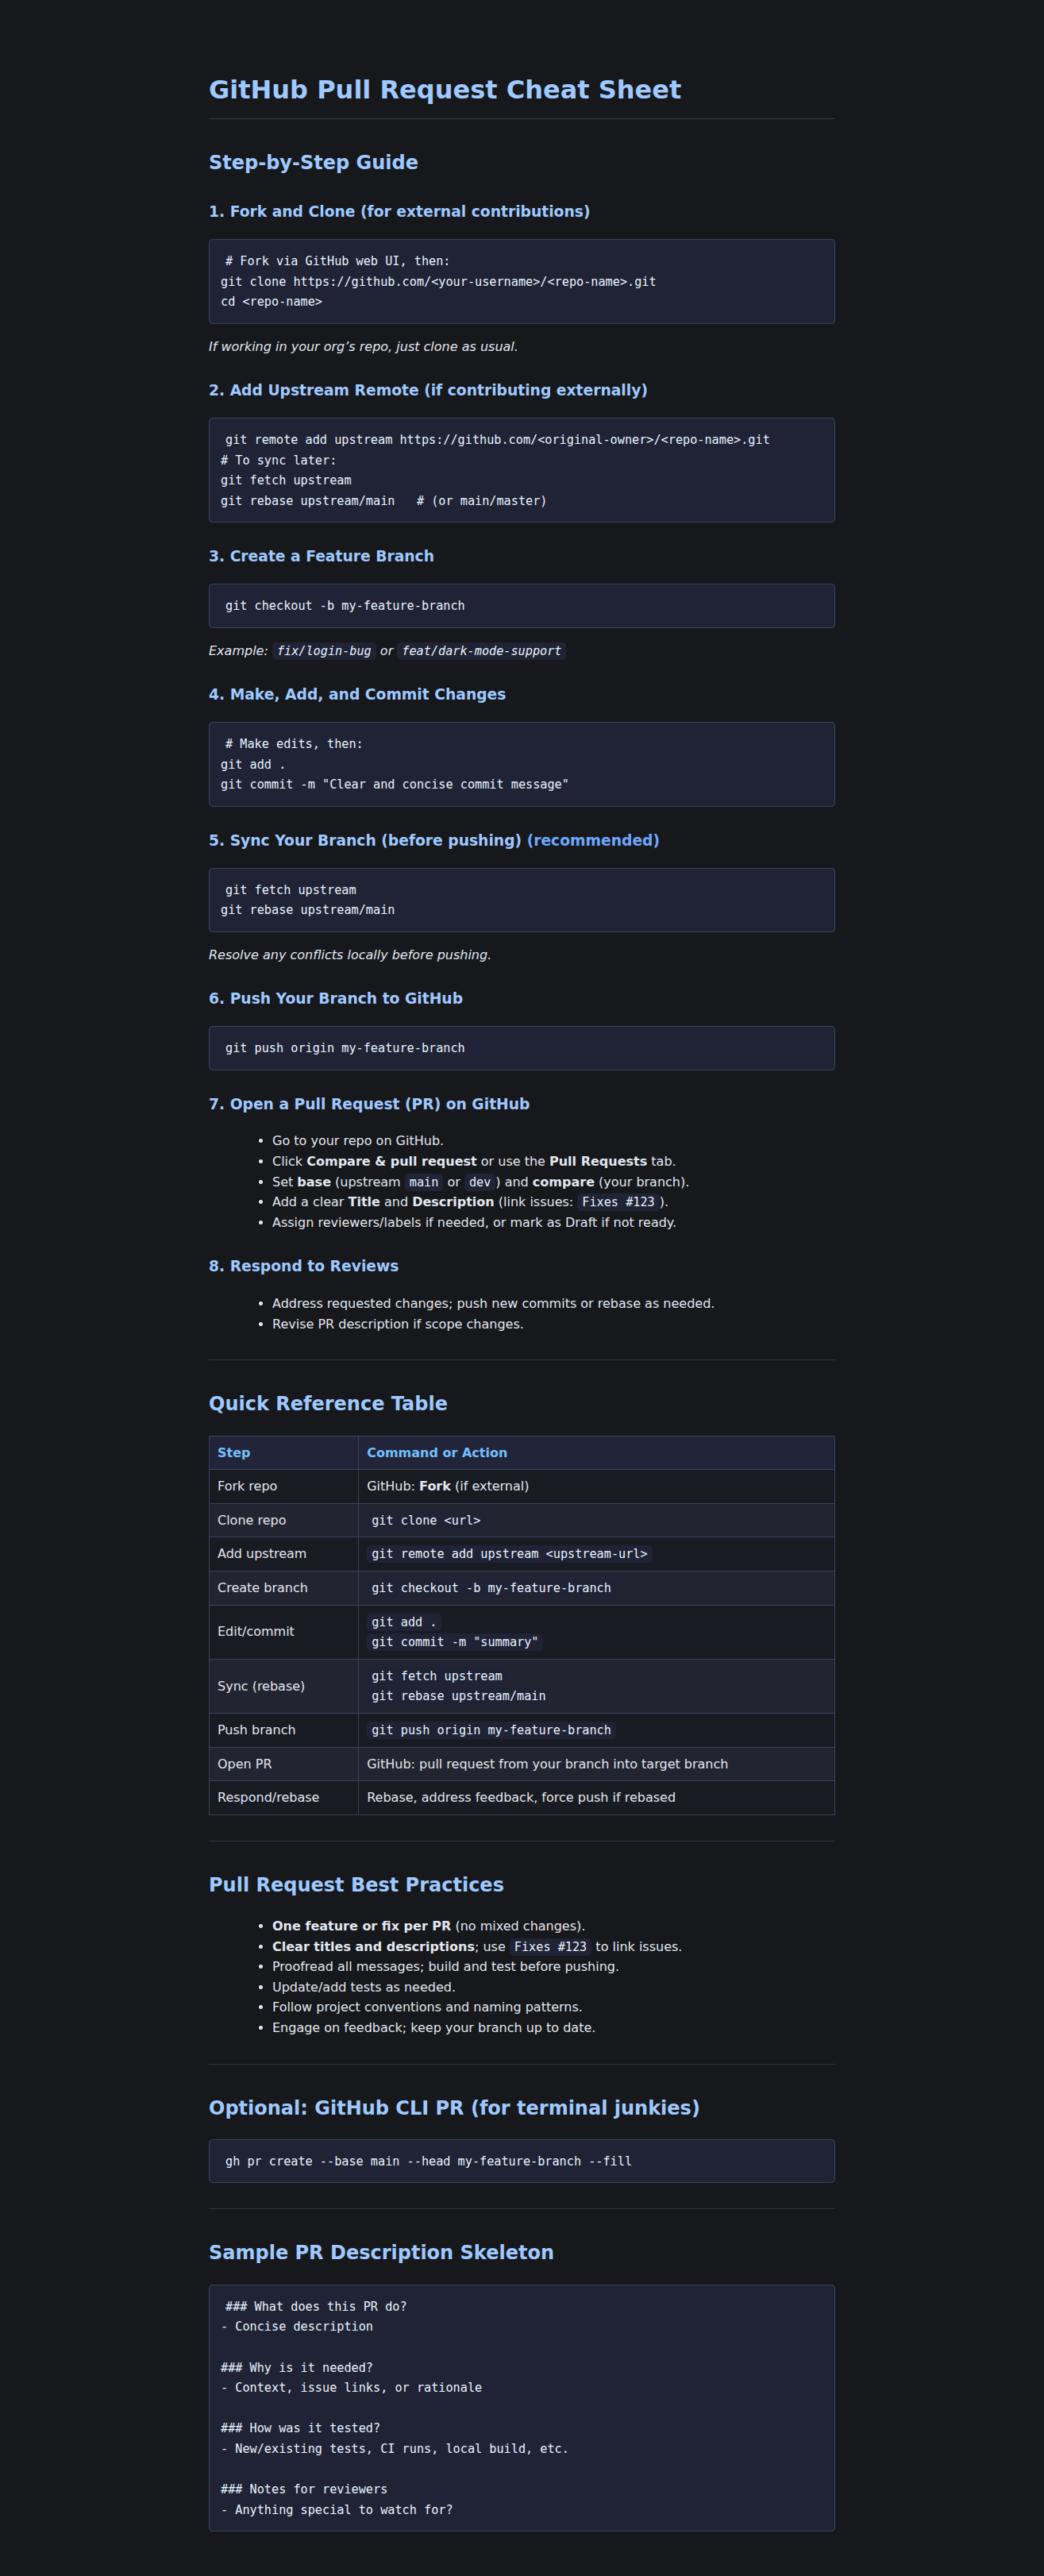 GitHub Pull Request Cheat Sheet
Step-by-Step Guide
1. Fork and Clone (for external contributions)
# Fork via GitHub web UI, then:
git clone https://github.com/<your-username>/<repo-name>.git
cd <repo-name>
If working in your org’s repo, just clone as usual.
2. Add Upstream Remote (if contributing externally)
git remote add upstream https://github.com/<original-owner>/<repo-name>.git
# To sync later:
git fetch upstream
git rebase upstream/main   # (or main/master)
3. Create a Feature Branch
git checkout -b my-feature-branch
Example: fix/login-bug or feat/dark-mode-support
4. Make, Add, and Commit Changes
# Make edits, then:
git add .
git commit -m "Clear and concise commit message"
5. Sync Your Branch (before pushing) (recommended)
git fetch upstream
git rebase upstream/main
Resolve any conflicts locally before pushing.
6. Push Your Branch to GitHub
git push origin my-feature-branch
7. Open a Pull Request (PR) on GitHub
• Go to your repo on GitHub.
• Click Compare & pull request or use the Pull Requests tab.
• Set base (upstream main or dev) and compare (your branch).
• Add a clear Title and Description (link issues: Fixes #123).
• Assign reviewers/labels if needed, or mark as Draft if not ready.
8. Respond to Reviews
• Address requested changes; push new commits or rebase as needed.
• Revise PR description if scope changes.
Quick Reference Table
Step Command or Action
Fork repo GitHub: Fork (if external)
Clone repo git clone <url>
Add upstream git remote add upstream <upstream-url>
Create branch git checkout -b my-feature-branch
Edit/commit git add .
git commit -m "summary"
Sync (rebase) git fetch upstream
git rebase upstream/main
Push branch git push origin my-feature-branch
Open PR GitHub: pull request from your branch into target branch
Respond/rebase Rebase, address feedback, force push if rebased
Pull Request Best Practices
• One feature or fix per PR (no mixed changes).
• Clear titles and descriptions; use Fixes #123 to link issues.
• Proofread all messages; build and test before pushing.
• Update/add tests as needed.
• Follow project conventions and naming patterns.
• Engage on feedback; keep your branch up to date.
Optional: GitHub CLI PR (for terminal junkies)
gh pr create --base main --head my-feature-branch --fill
Sample PR Description Skeleton
### What does this PR do?
- Concise description
### Why is it needed?
- Context, issue links, or rationale
### How was it tested?
- New/existing tests, CI runs, local build, etc.
### Notes for reviewers
- Anything special to watch for?